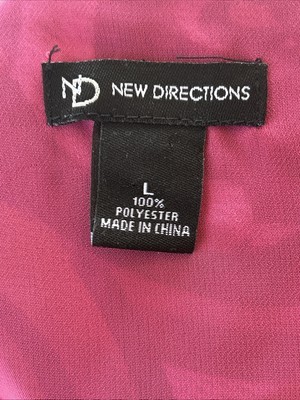 ND NEW DIRECTIONS
L
100%
POLYESTER
MADE IN CHINA